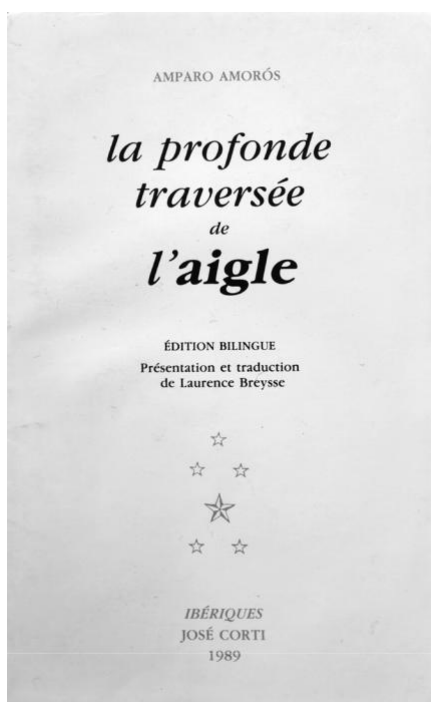 AMPARO AMORÓS
la profonde
traversée
de
l'aigle
ÉDITION BILINGUE
Présentation et traduction
de Laurence Breysse
IBÉRIQUES
JOSÉ CORTI
1989